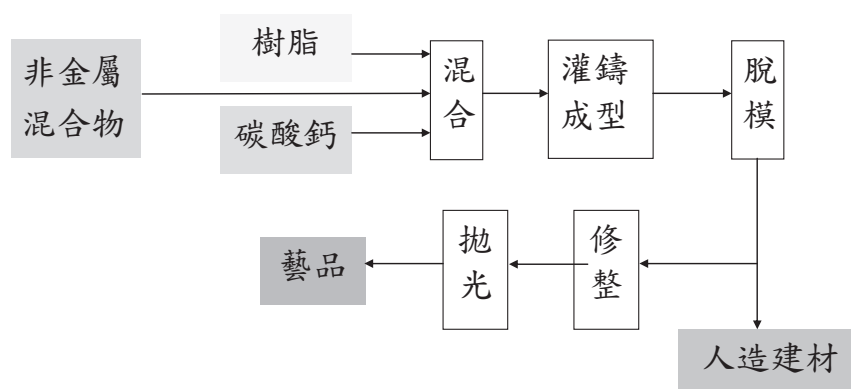 樹脂
非金屬
混合物
碳酸鈣
混合
灌鑄
成型
脫模
藝品
拋光
修整
人造建材